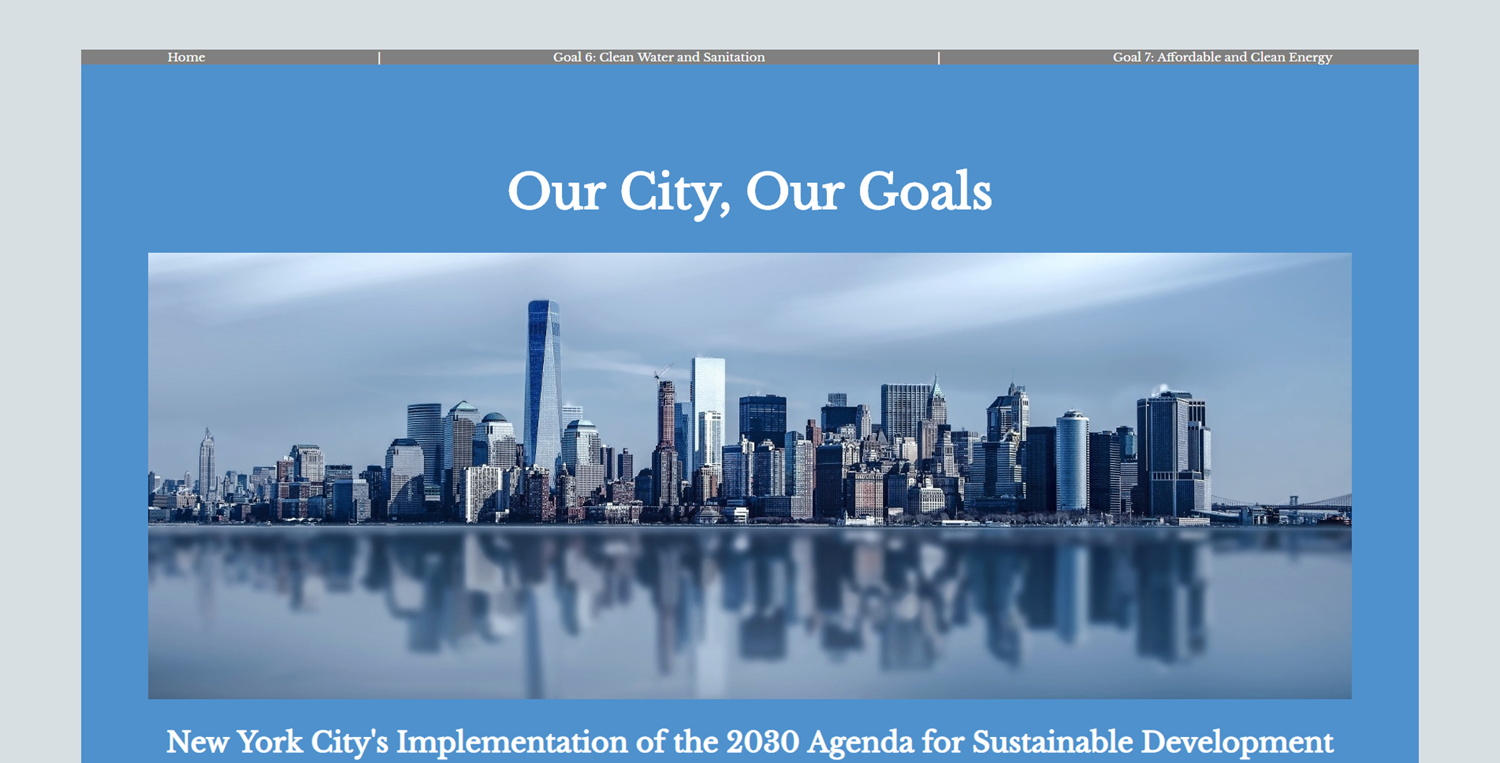 Home | Goal 6: Clean Water and Sanitation | Goal 7: Affordable and Clean Energy
Our City, Our Goals
New York City's Implementation of the 2030 Agenda for Sustainable Development